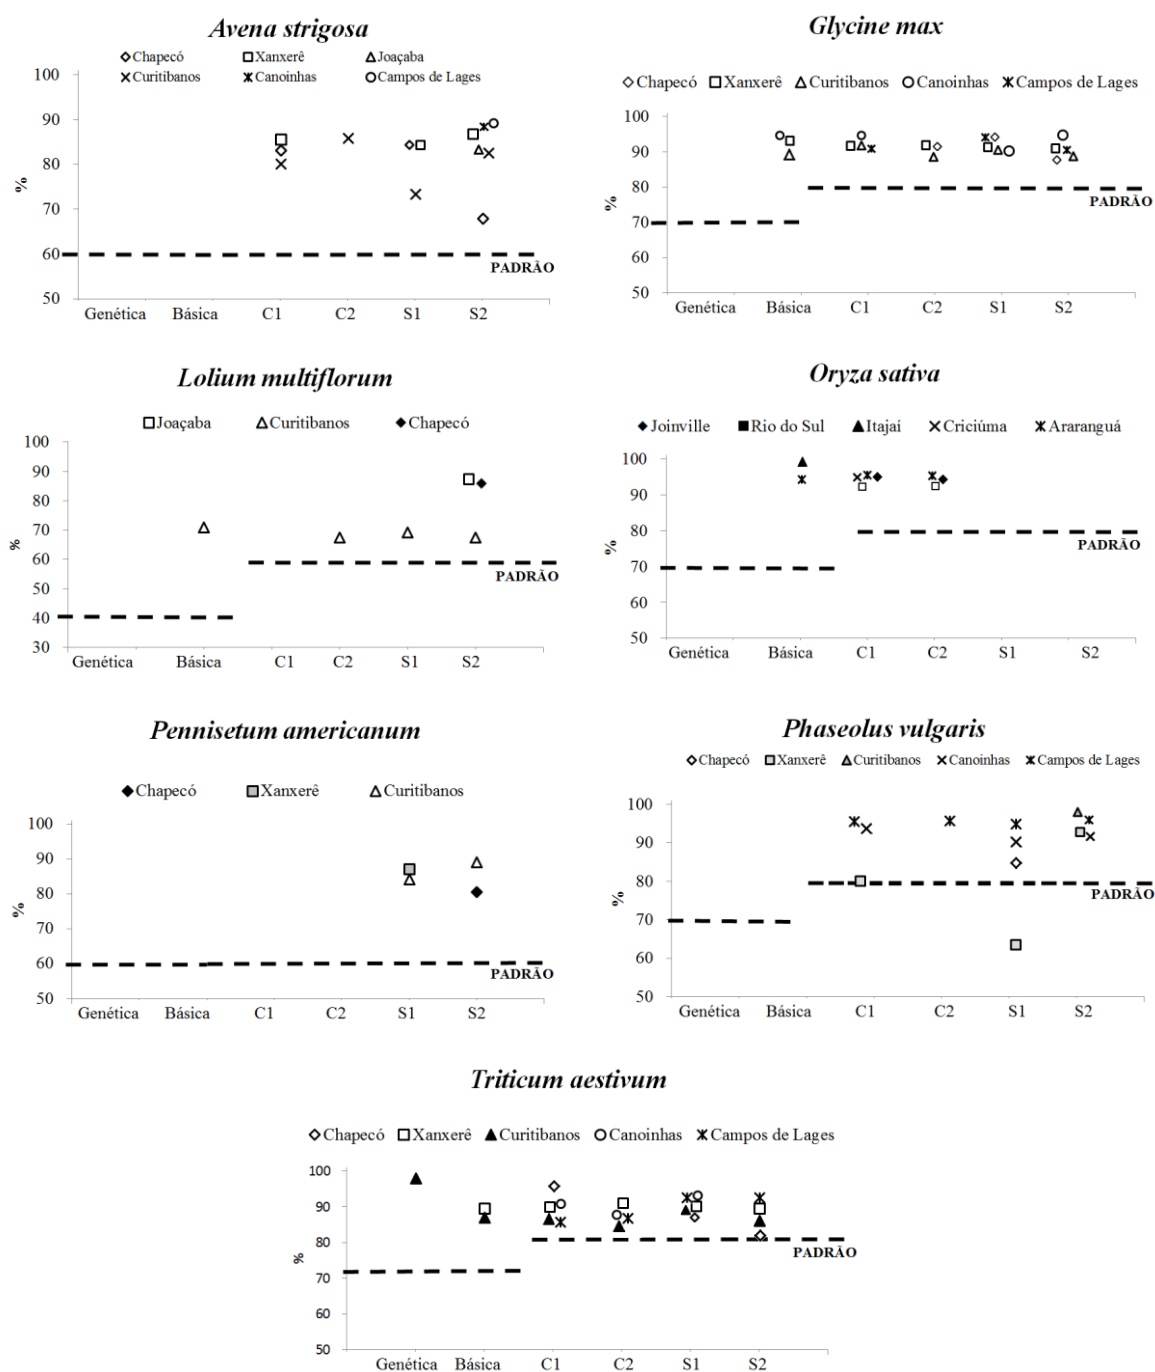 Avena strigosa
Chapecó Xanxerê Joaçaba
Curitibanos Canoinhas Campos de Lages
100
90
80
70
60
50
%
PADRÃO
Genética Básica C1 C2 S1 S2
Glycine max
Chapecó Xanxerê Curitibanos Canoinhas Campos de Lages
100
90
80
70
60
50
%
PADRÃO
Genética Básica C1 C2 S1 S2
Lolium multiflorum
Joaçaba Curitibanos Chapecó
100
90
80
70
60
50
40
30
%
PADRÃO
Genética Básica C1 C2 S1 S2
Oryza sativa
Joinville Rio do Sul Itajaí Criciúma Araranguá
100
90
80
70
60
50
%
PADRÃO
Genética Básica C1 C2 S1 S2
Pennisetum americanum
Chapecó Xanxerê Curitibanos
100
90
80
70
60
50
%
PADRÃO
Genética Básica C1 C2 S1 S2
Phaseolus vulgaris
Chapecó Xanxerê Curitibanos Canoinhas Campos de Lages
100
90
80
70
60
50
%
PADRÃO
Genética Básica C1 C2 S1 S2
Triticum aestivum
Chapecó Xanxerê Curitibanos Canoinhas Campos de Lages
100
90
80
70
60
50
%
PADRÃO
Genética Básica C1 C2 S1 S2